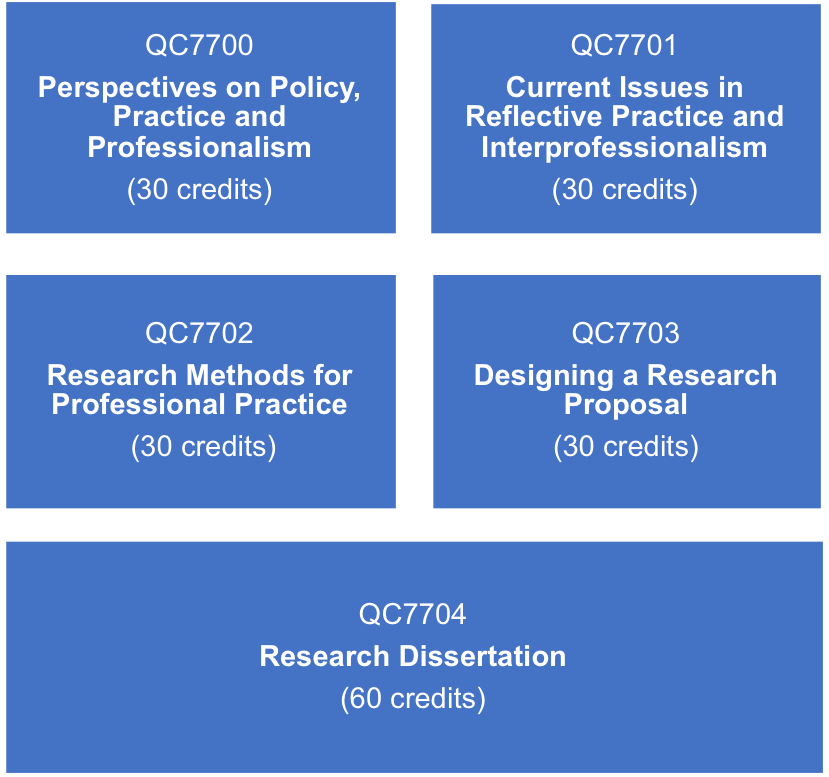 QC7700
Perspectives on Policy,
Practice and
Professionalism
(30 credits)
QC7701
Current Issues in
Reflective Practice and
Interprofessionalism
(30 credits)
QC7702
Research Methods for
Professional Practice
(30 credits)
QC7703
Designing a Research
Proposal
(30 credits)
QC7704
Research Dissertation
(60 credits)